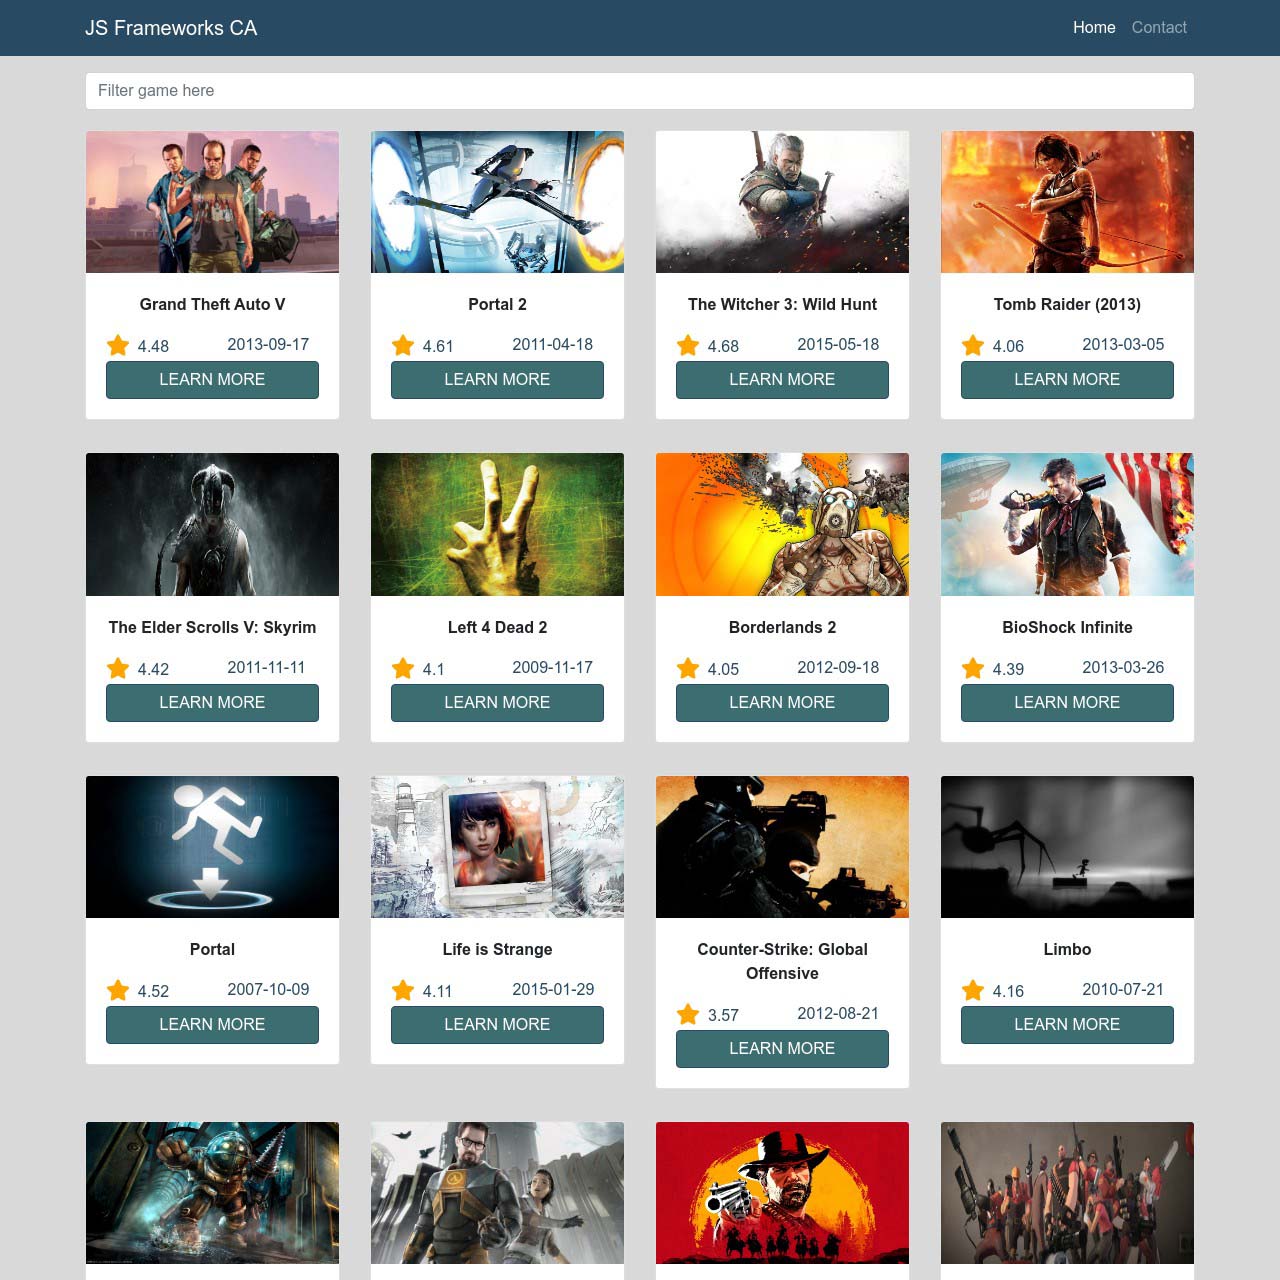 JS Frameworks CA
Home Contact
Filter game here
Grand Theft Auto V
4.48 2013-09-17
LEARN MORE
Portal 2
4.61 2011-04-18
LEARN MORE
The Witcher 3: Wild Hunt
4.68 2015-05-18
LEARN MORE
Tomb Raider (2013)
4.06 2013-03-05
LEARN MORE
The Elder Scrolls V: Skyrim
4.42 2011-11-11
LEARN MORE
Left 4 Dead 2
4.1 2009-11-17
LEARN MORE
Borderlands 2
4.05 2012-09-18
LEARN MORE
BioShock Infinite
4.39 2013-03-26
LEARN MORE
Portal
4.52 2007-10-09
LEARN MORE
Life is Strange
4.11 2015-01-29
LEARN MORE
Counter-Strike: Global
Offensive
3.57 2012-08-21
LEARN MORE
Limbo
4.16 2010-07-21
LEARN MORE